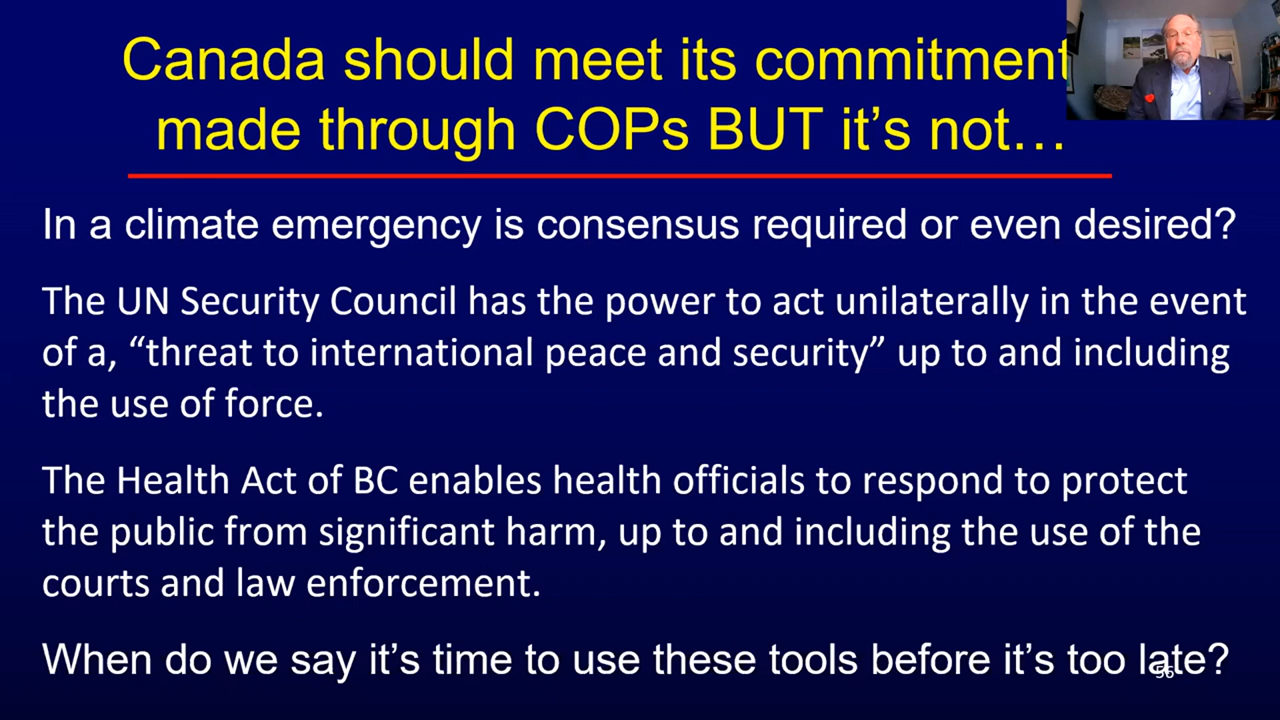 Canada should meet its commitment
made through COPs BUT it's not…
In a climate emergency is consensus required or even desired?
The UN Security Council has the power to act unilaterally in the event
of a, “threat to international peace and security” up to and including
the use of force.
The Health Act of BC enables health officials to respond to protect
the public from significant harm, up to and including the use of the
courts and law enforcement.
When do we say it's time to use these tools before it's too late?
56